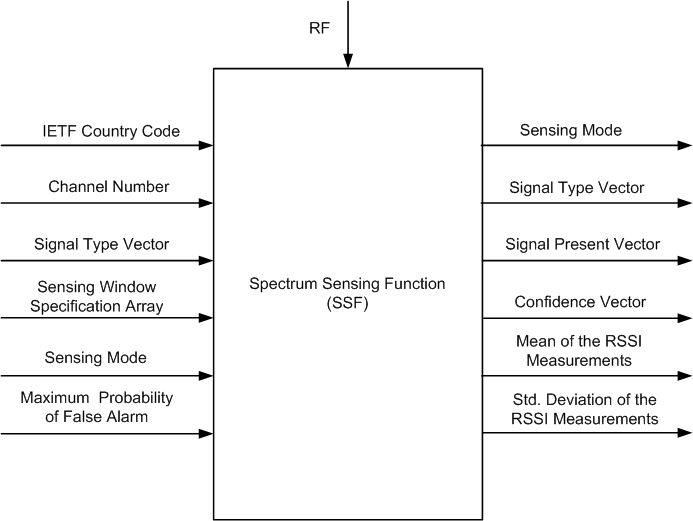 RF
IETF Country Code
Channel Number
Signal Type Vector
Sensing Window
Specification Array
Sensing Mode
Maximum Probability
of False Alarm
Spectrum Sensing Function
(SSF)
Sensing Mode
Signal Type Vector
Signal Present Vector
Confidence Vector
Mean of the RSSI
Measurements
Std. Deviation of the
RSSI Measurements